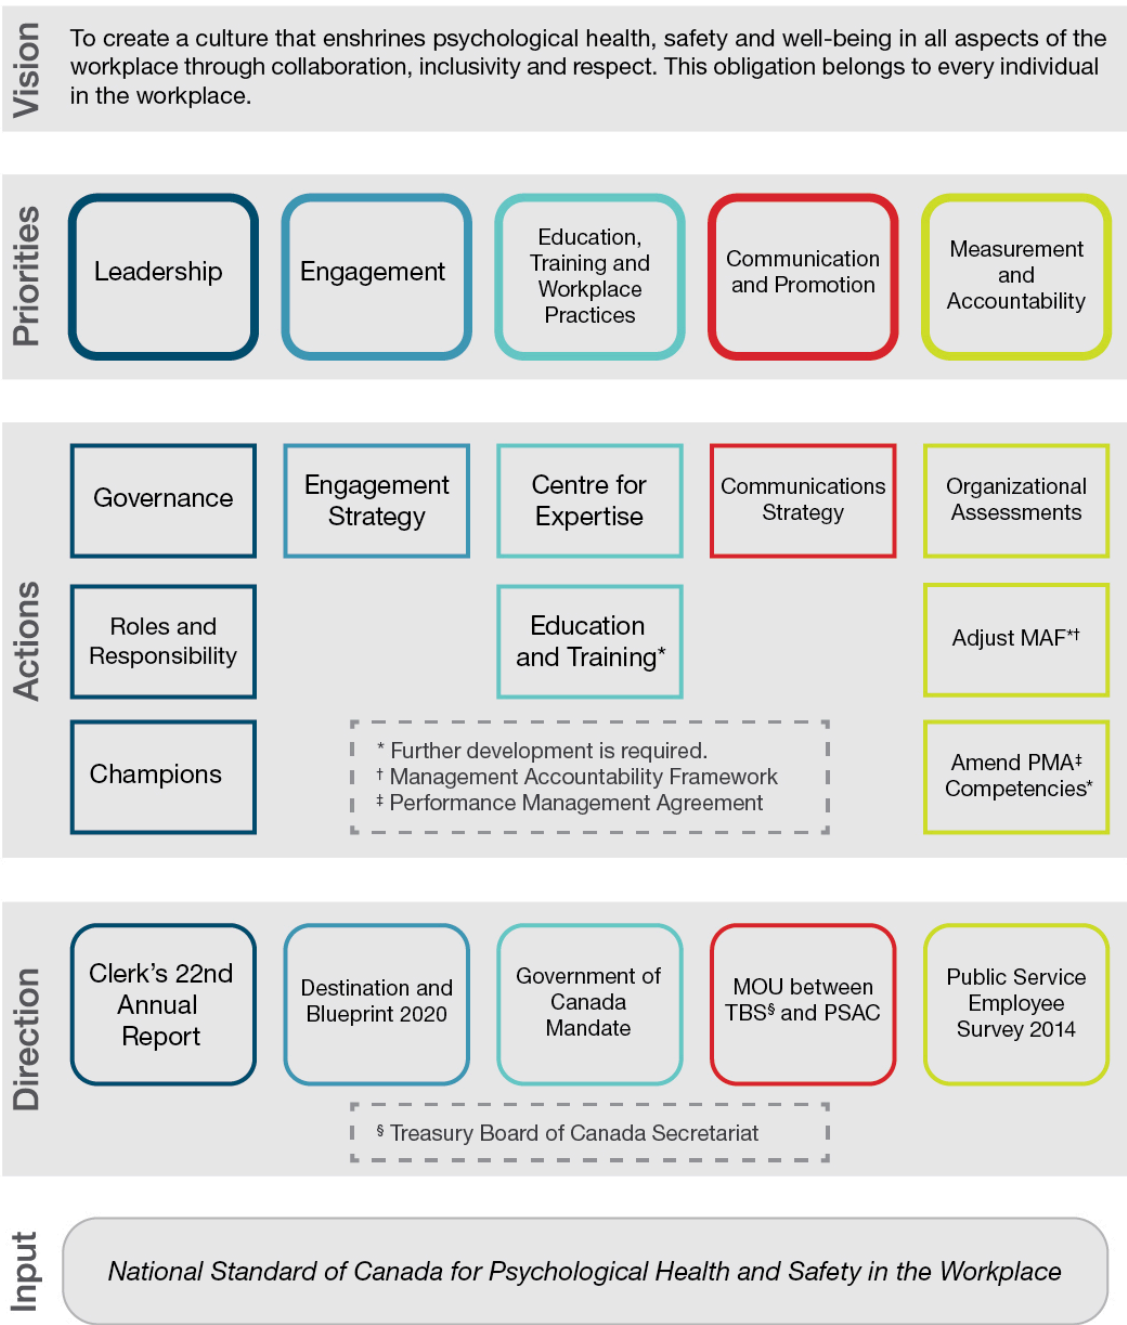 Vision
To create a culture that enshrines psychological health, safety and well-being in all aspects of the
workplace through collaboration, inclusivity and respect. This obligation belongs to every individual
in the workplace.
Priorities
Leadership
Engagement
Education,
Training and
Workplace
Practices
Communication
and Promotion
Measurement
and
Accountability
Actions
Governance
Engagement
Strategy
Centre for
Expertise
Communications
Strategy
Organizational
Assessments
Roles and
Responsibility
Education
and Training*
Adjust MAF*†
Champions
* Further development is required.
† Management Accountability Framework
‡ Performance Management Agreement
Amend PMA‡
Competencies*
Direction
Clerk's 22nd
Annual
Report
Destination and
Blueprint 2020
Government of
Canada
Mandate
MOU between
TBS§ and PSAC
Public Service
Employee
Survey 2014
§ Treasury Board of Canada Secretariat
Input
National Standard of Canada for Psychological Health and Safety in the Workplace